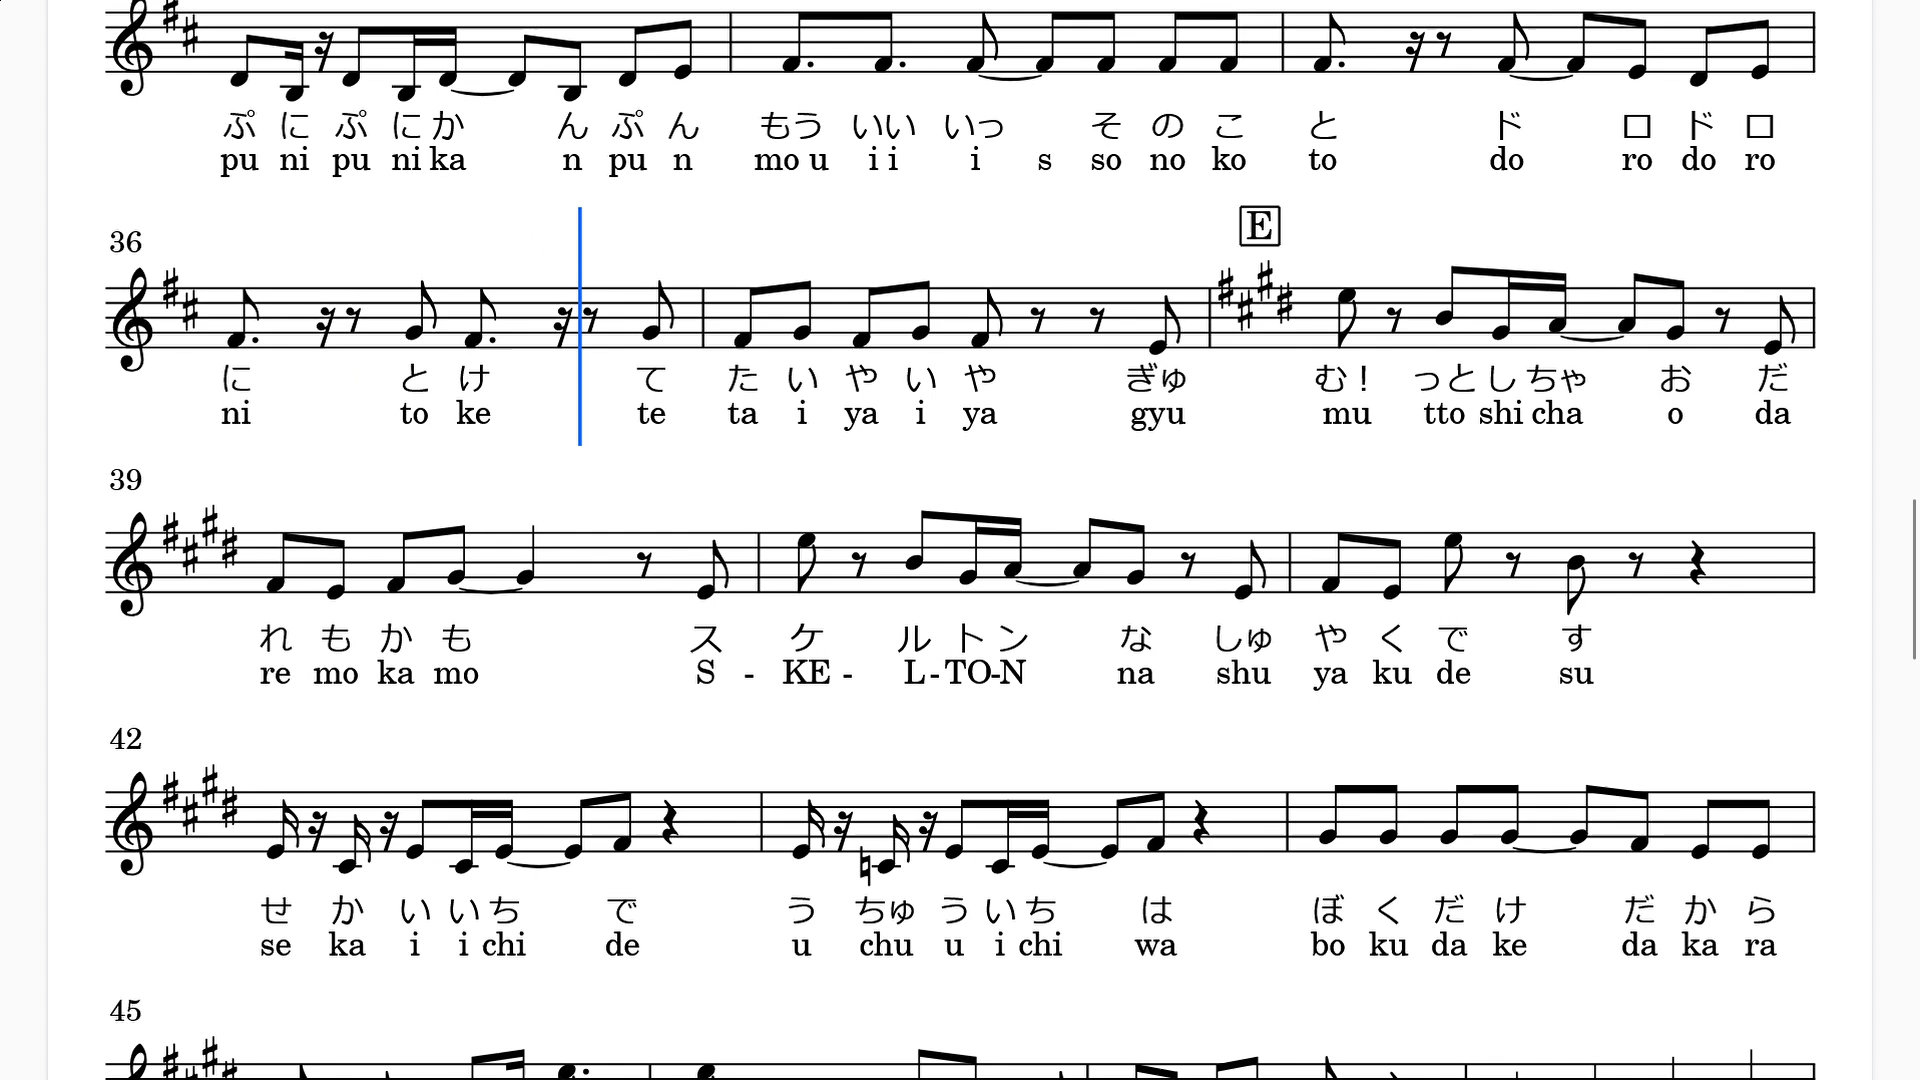 ぷ に ぷ に か ん ぷ ん もう いい いっ そ の こ と ド ロ ド ロ
pu ni pu ni ka n pu n mo u i i i s so no ko to do ro do ro
E
36
に と け て た い や い や ぎゅ む！ っと し ちゃ お だ
ni to ke te ta i ya i ya gyu mu tto shi cha o da
39
れ も か も ス ケ ル ト ン な しゅ や く で す
re mo ka mo S - KE - L - TO - N na shu ya ku de su
42
せ か い い ち で う ちゅ う い ち は ぼ く だ け だ か ら
se ka i i chi de u chu u i chi wa bo ku da ke da ka ra
45